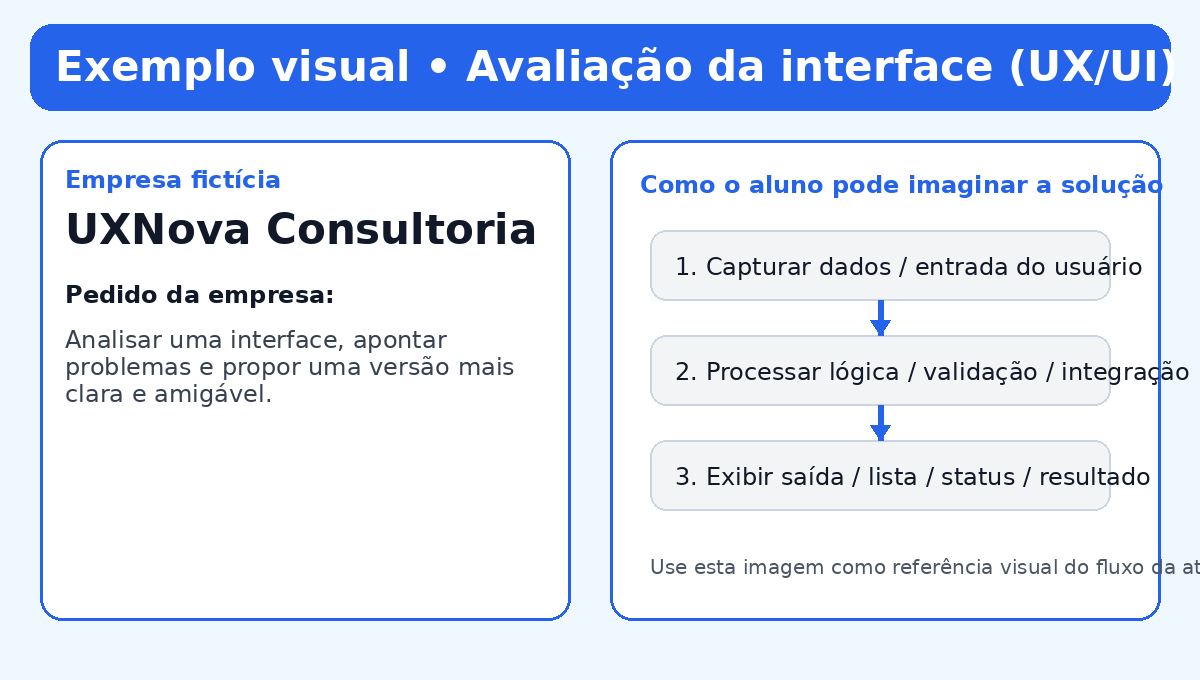 Exemplo visual • Avaliação da interface (UX/UI)
Empresa fictícia
UXNova Consultoria
Pedido da empresa:
Analisar uma interface, apontar
problemas e propor uma versão mais
clara e amigável.
Como o aluno pode imaginar a solução
1. Capturar dados / entrada do usuário
2. Processar lógica / validação / integração
3. Exibir saída / lista / status / resultado
Use esta imagem como referência visual do fluxo da